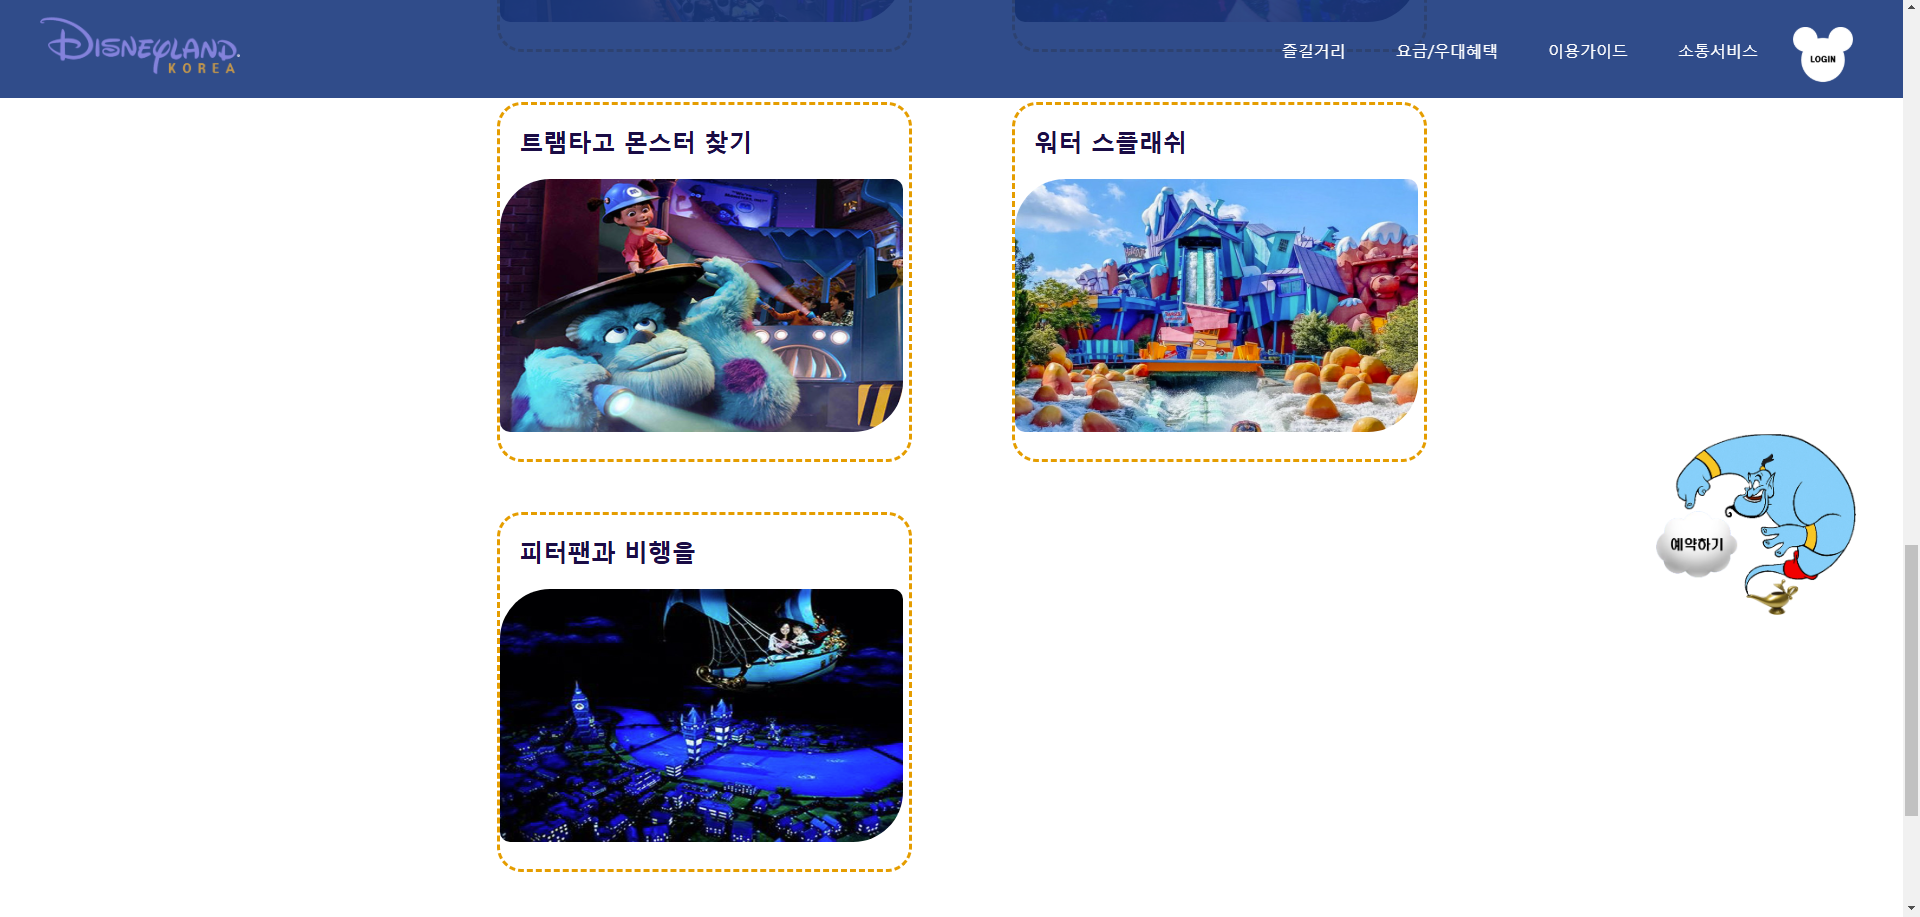 DISNEYLAND.
KOREA
즐길거리
요금/우대혜택
이용가이드
소통서비스
LOGIN
트램타고 몬스터 찾기
워터 스플래쉬
예약하기
피터팬과 비행을